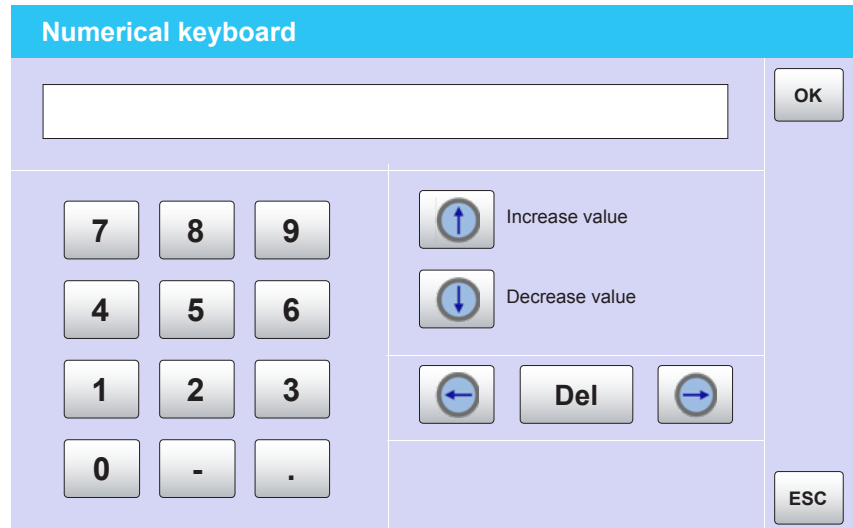 Numerical keyboard
OK
7 8 9
Increase value
4 5 6
Decrease value
1 2 3
Del
0 - .
ESC